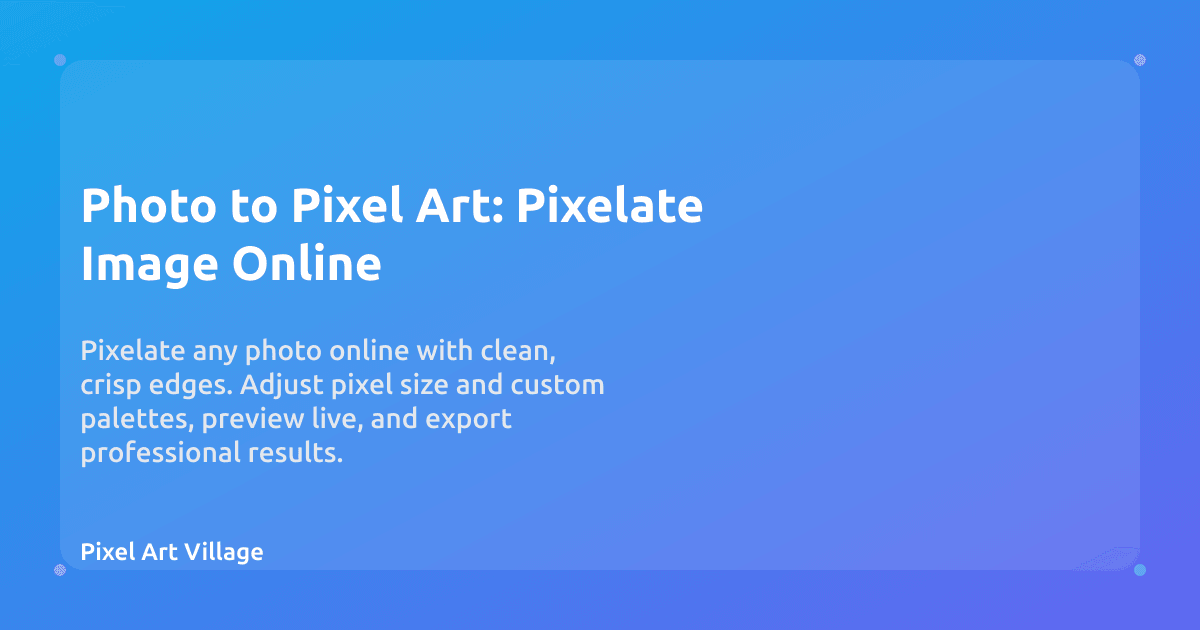 Photo to Pixel Art: Pixelate
Image Online
Pixelate any photo online with clean,
crisp edges. Adjust pixel size and custom
palettes, preview live, and export
professional results.
Pixel Art Village